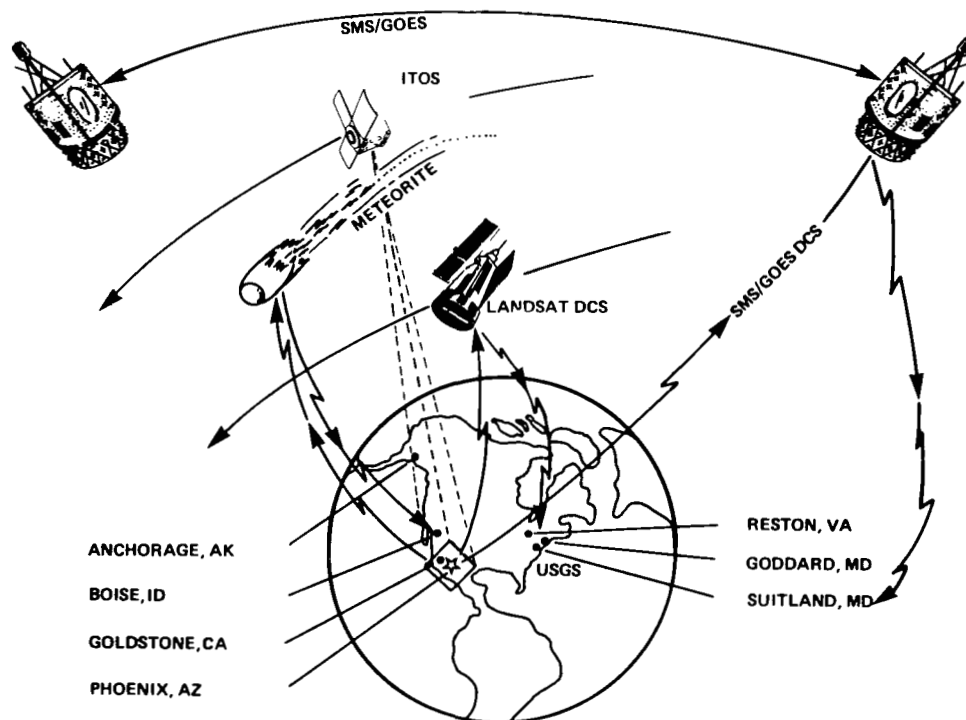 SMS/GOES
ITOS
METEORITE
LANDSAT DCS
SMS/GOES DCS
ANCHORAGE, AK
BOISE, ID
GOLDSTONE, CA
PHOENIX, AZ
RESTON, VA
USGS
GODDARD, MD
SUITLAND, MD